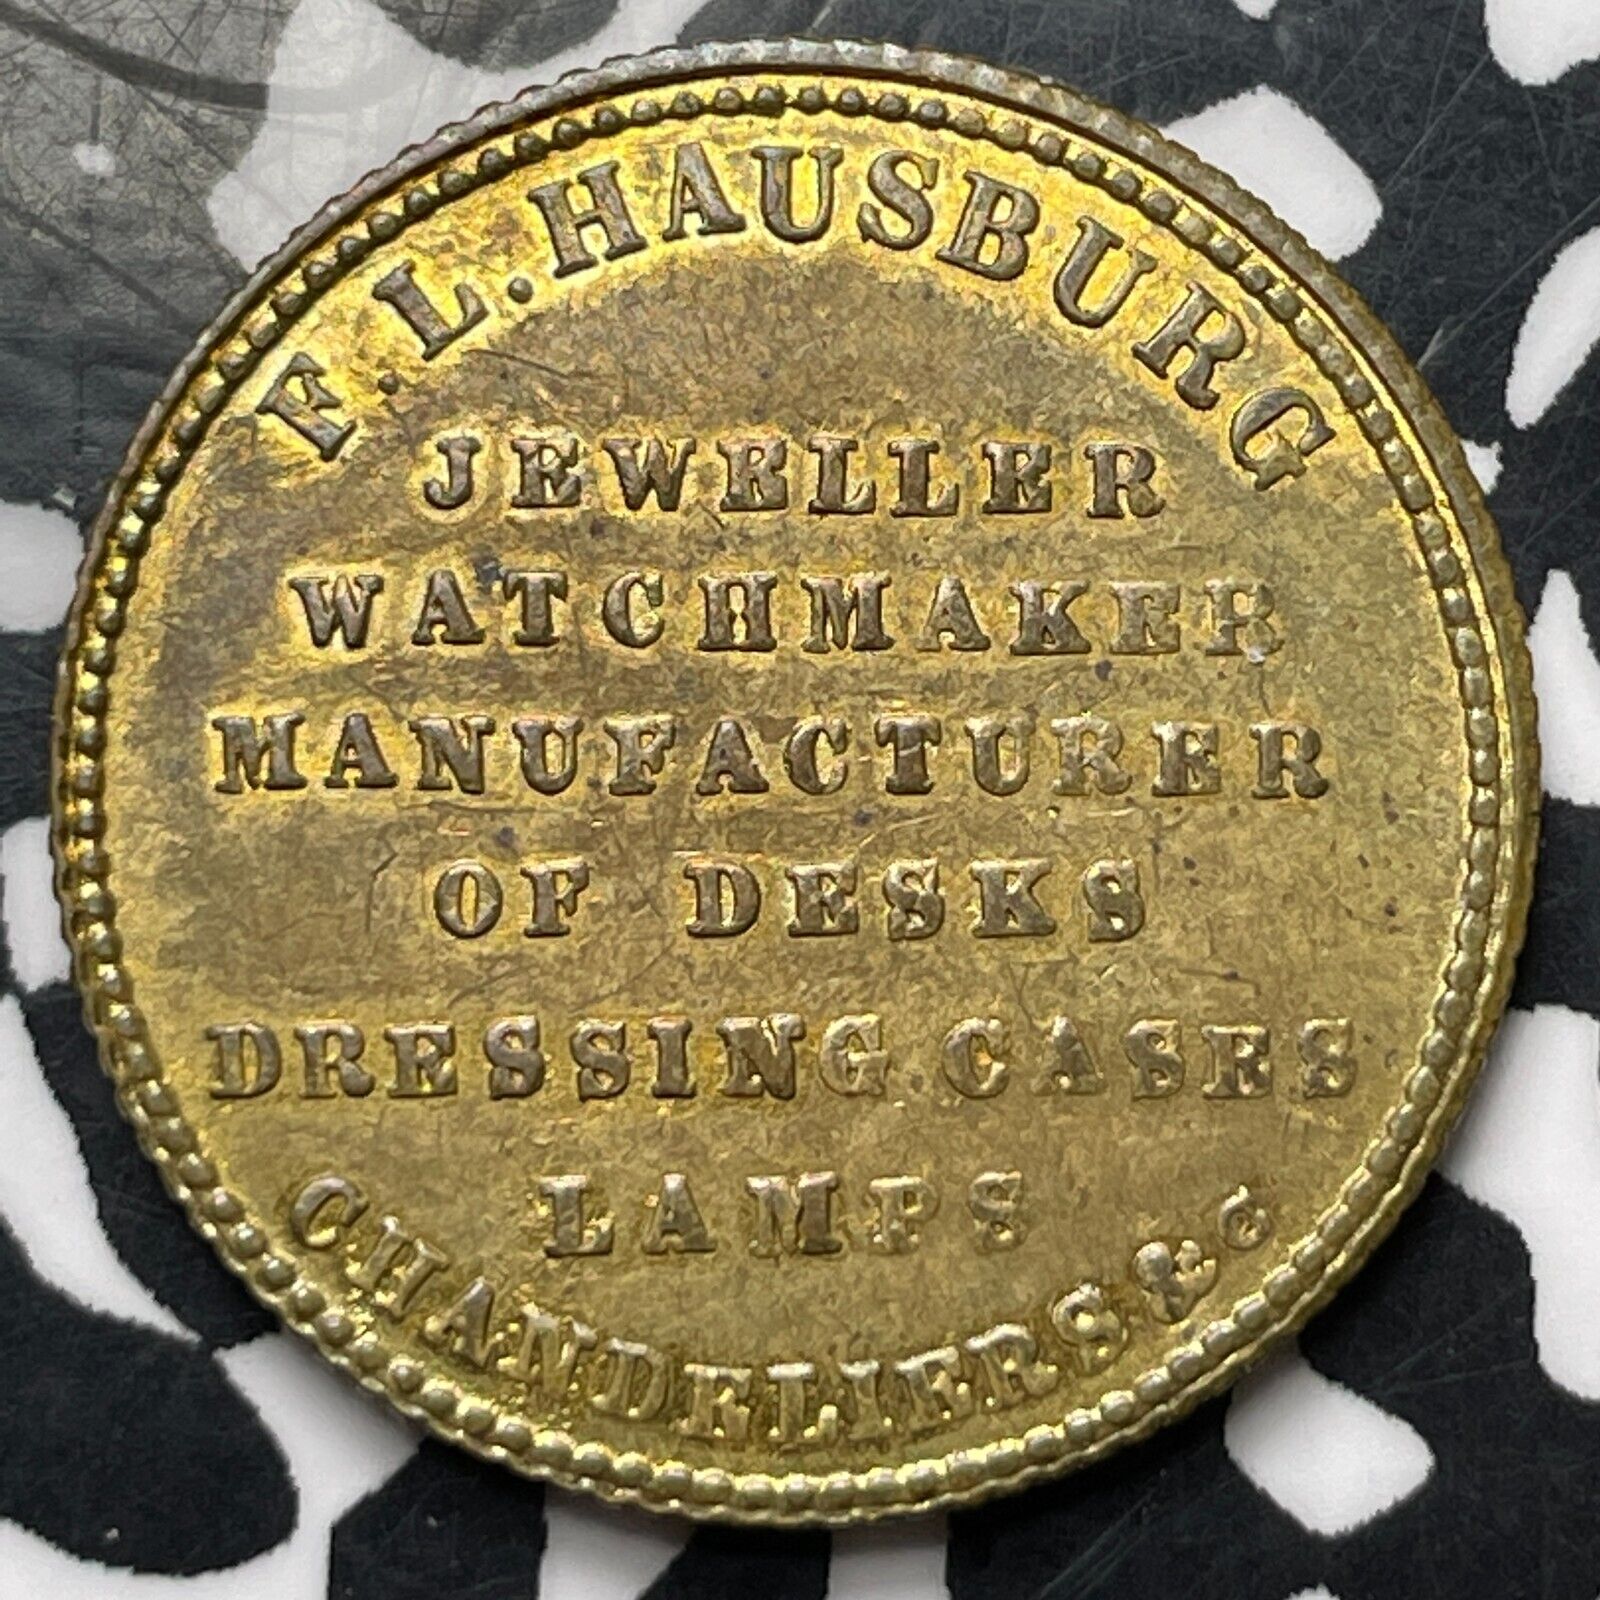 F. L. HAUSBURG
JEWELLER
WATCHMAKER
MANUFACTURER
OF DESKS
DRESSING CASES
LAMPS
CHANDELIERS & C